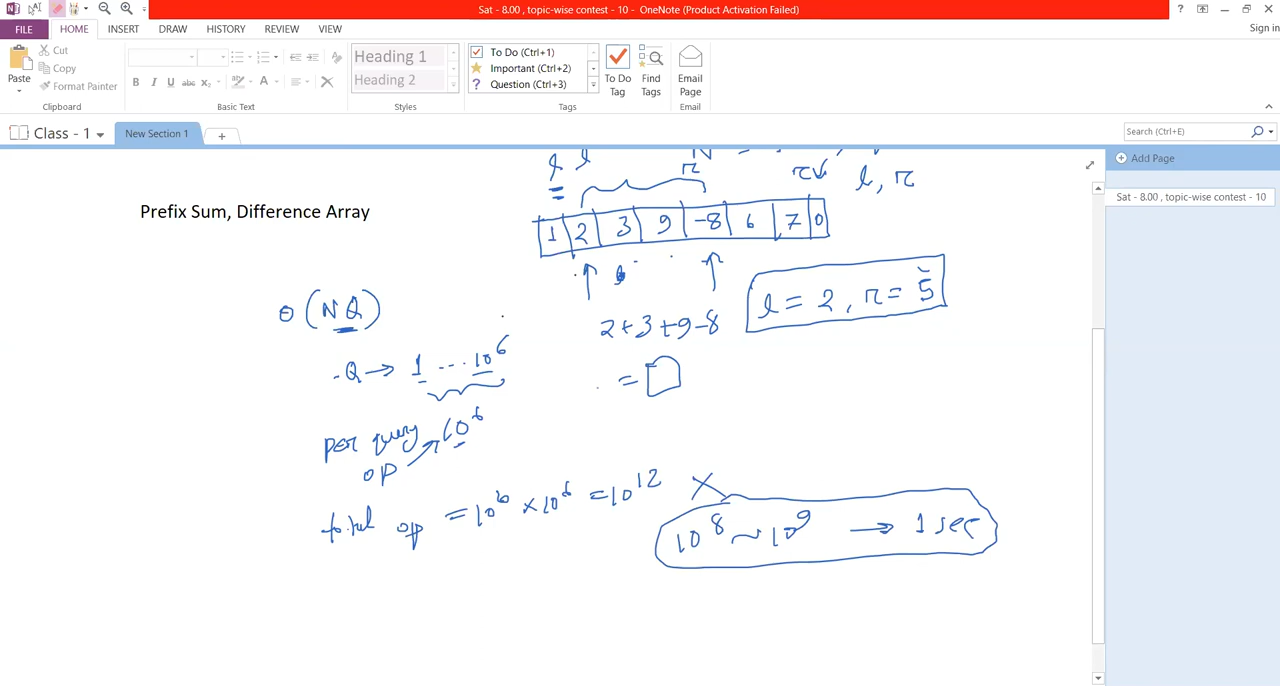 Sat - 8.00 , topic-wise contest - 10 - OneNote (Product Activation Failed)
FILE HOME INSERT DRAW HISTORY REVIEW VIEW
Sign in
Paste
Cut
Copy
Format Painter
Clipboard
B I U abc x₂ A
Basic Text
Heading 1
Heading 2
Styles
To Do (Ctrl+1)
Important (Ctrl+2)
Question (Ctrl+3)
To Do Tag
Find Tags
Tags
Email Page
Email
Class - 1
New Section 1
Search (Ctrl+E)
Add Page
Sat - 8.00 , topic-wise contest - 10
l, r
r
Prefix Sum, Difference Array
1 2 3 9 -8 6 7 0
l = 2, r = 5
θ (NQ)
2+3+9-8
= 
Q → 1 ... 10^6
per query op → 10^6
total op = 10^6 × 10^6 = 10^12 X
10^8 ~ 10^9 → 1 sec